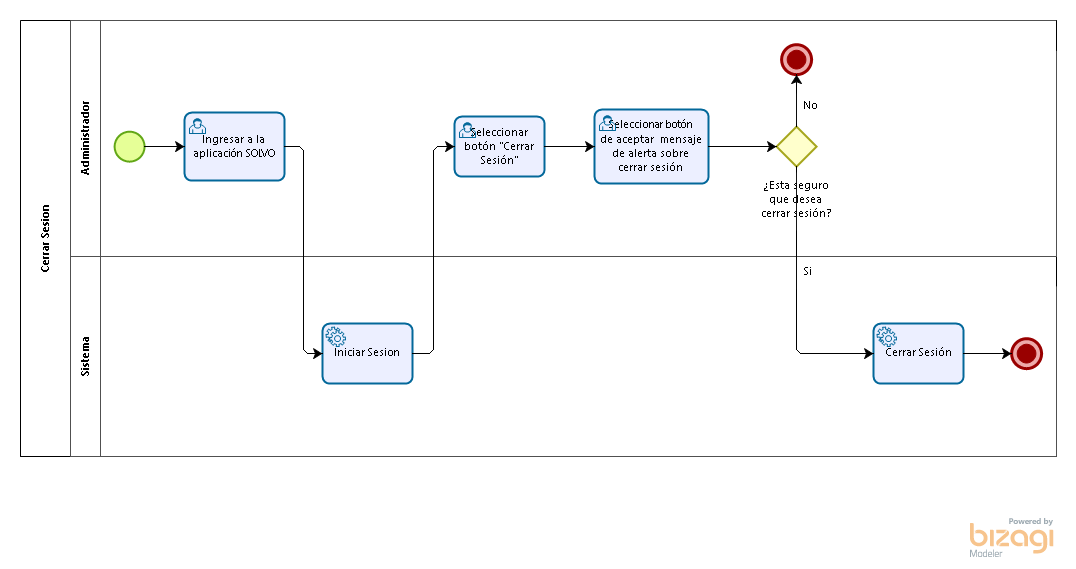 Cerrar Sesion
Administrador
Ingresar a la
aplicación SOLVO
Seleccionar
botón "Cerrar
Sesión"
Seleccionar botón
de aceptar mensaje
de alerta sobre
cerrar sesión
No
¿Esta seguro
que desea
cerrar sesión?
Si
Sistema
Iniciar Sesion
Cerrar Sesión
Powered by
bizagi
Modeler